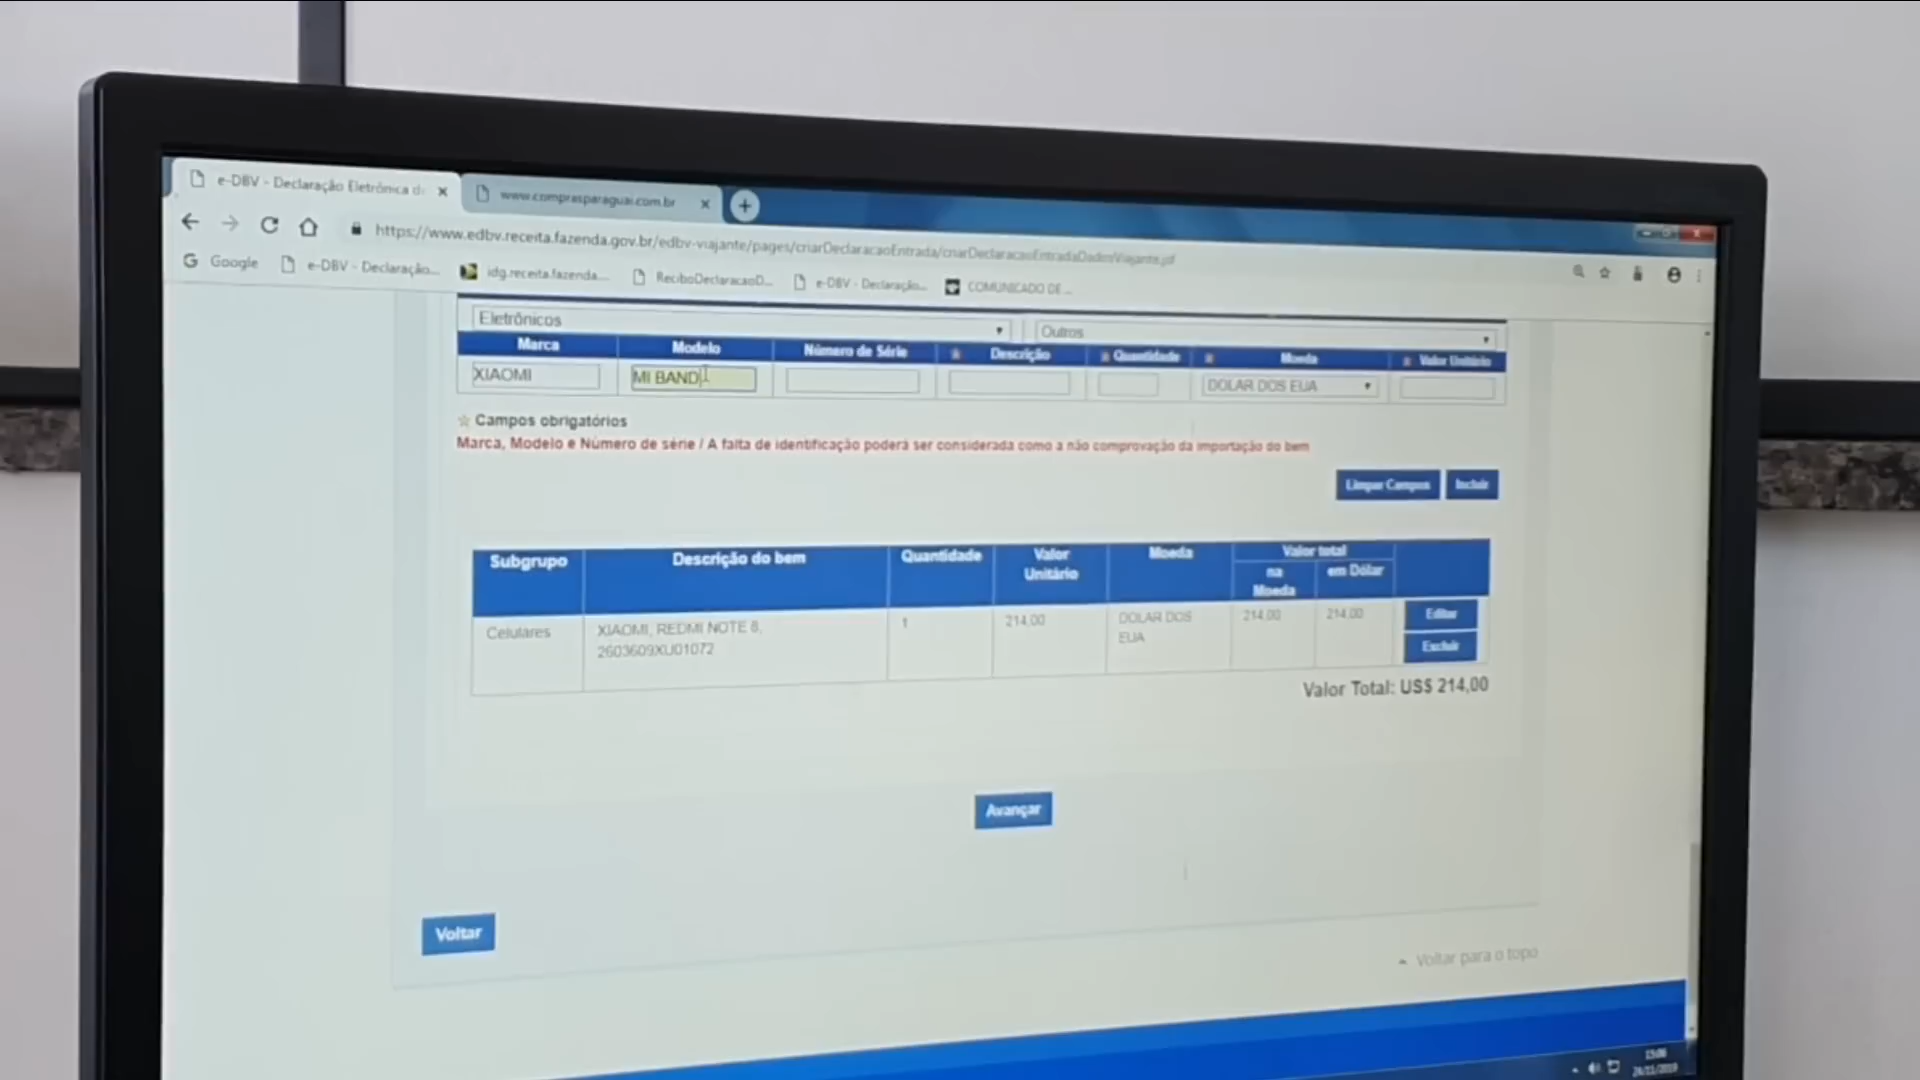 e-DBV - Declaração Eletrônica d
www.comprasparaguai.com.br
https://www.edbv.receita.fazenda.gov.br/edbv-viajante/pages/criarDeclaracaoEntrada/criarDeclaracaoEntradaDadosViajante.jsf
G Google e-DBV - Declaração... idg.receita.fazenda.... ReciboDeclaracaoD... e-DBV - Declaração... COMUNICADO DE ...
Eletrônicos Outros
Marca Modelo Número de Série Descrição Quantidade Moeda Valor Unitário
XIAOMI MI BAND DOLAR DOS EUA
Campos obrigatórios
Marca, Modelo e Número de série / A falta de identificação poderá ser considerada como a não comprovação da importação do bem
Limpar Campos Incluir
Subgrupo Descrição do bem Quantidade Valor Unitário Moeda Valor total
na Moeda em Dólar
Celulares XIAOMI, REDMI NOTE 8, 1 214,00 DOLAR DOS 214,00 214,00 Editar
2603609XU01072 EUA Excluir
Valor Total: US$ 214,00
Avançar
Voltar
Voltar para o topo